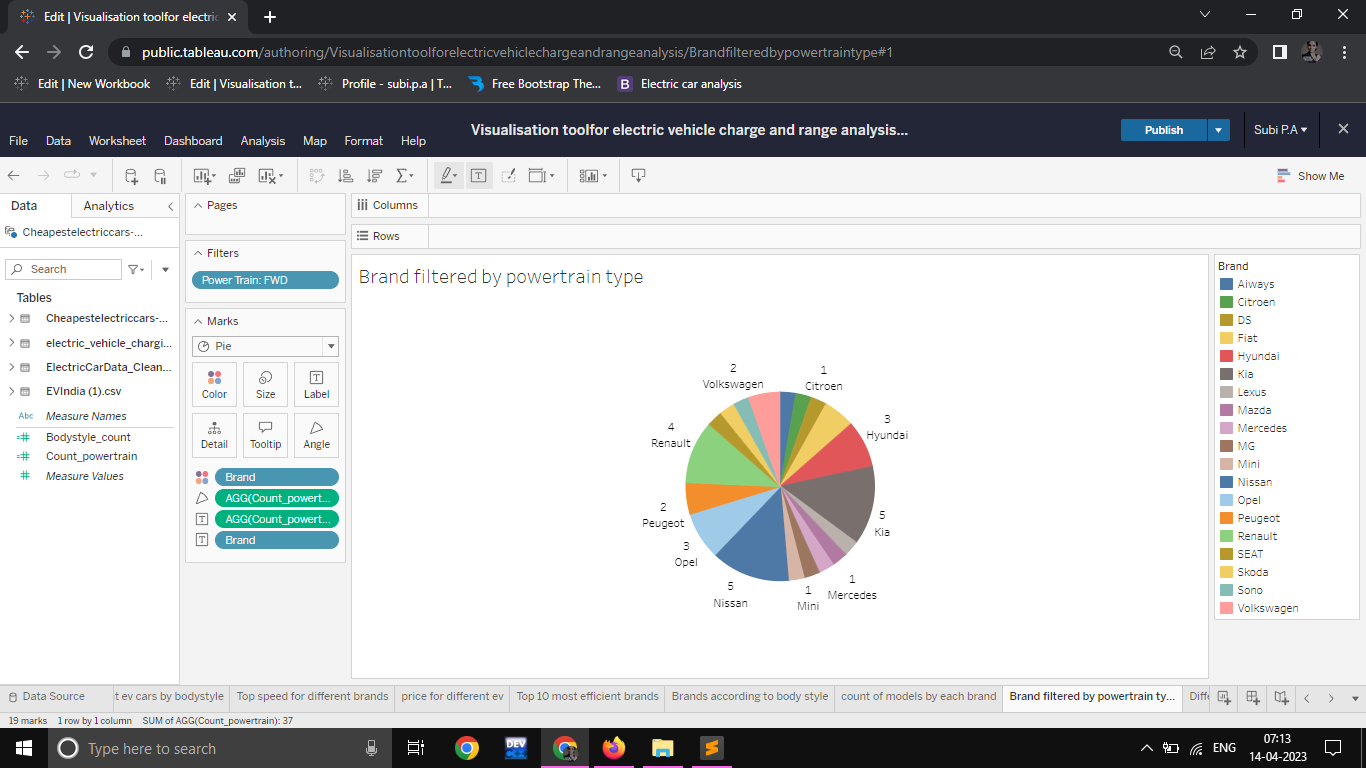 Edit | Visualisation toolfor electric
public.tableau.com/authoring/Visualisationtoolforelectricvehiclechargeandrangeanalysis/Brandfilteredbypowertraintype#1
Edit | New Workbook
Edit | Visualisation t...
Profile - subi.p.a | T...
Free Bootstrap The...
B
Electric car analysis
Visualisation toolfor electric vehicle charge and range analysis...
Publish
Subi P.A
File
Data
Worksheet
Dashboard
Analysis
Map
Format
Help
Show Me
Data
Analytics
Pages
Columns
Cheapestelectriccars-...
Rows
Filters
Search
Power Train: FWD
Brand filtered by powertrain type
Tables
Cheapestelectriccars-...
electric_vehicle_chargi...
ElectricCarData_Clean...
EVIndia (1).csv
Abc Measure Names
Bodystyle_count
Count_powertrain
Measure Values
Marks
Pie
Color
Size
Label
Detail
Tooltip
Angle
Brand
AGG(Count_powert...
AGG(Count_powert...
Brand
2
Volkswagen
1
Citroen
3
Hyundai
5
Kia
1
Mercedes
1
Mini
5
Nissan
3
Opel
2
Peugeot
4
Renault
Brand
Aiways
Citroen
DS
Fiat
Hyundai
Kia
Lexus
Mazda
Mercedes
MG
Mini
Nissan
Opel
Peugeot
Renault
SEAT
Skoda
Sono
Volkswagen
Data Source
t ev cars by bodystyle
Top speed for different brands
price for different ev
Top 10 most efficient brands
Brands according to body style
count of models by each brand
Brand filtered by powertrain ty...
Diff
19 marks
1 row by 1 column
SUM of AGG(Count_powertrain): 37
Type here to search
DEV
ENG
07:13
14-04-2023